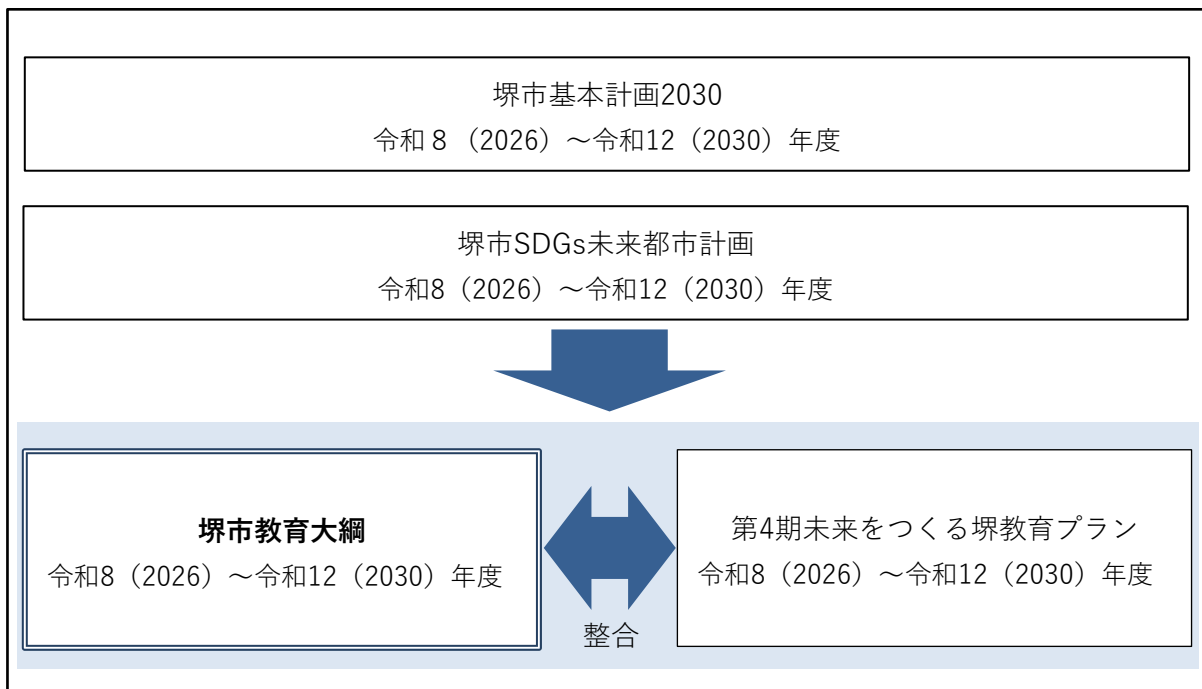 堺市基本計画2030
令和８（2026）～令和12（2030）年度
堺市SDGs未来都市計画
令和8（2026）～令和12（2030）年度
堺市教育大綱
令和8（2026）～令和12（2030）年度
整合
第4期未来をつくる堺教育プラン
令和8（2026）～令和12（2030）年度